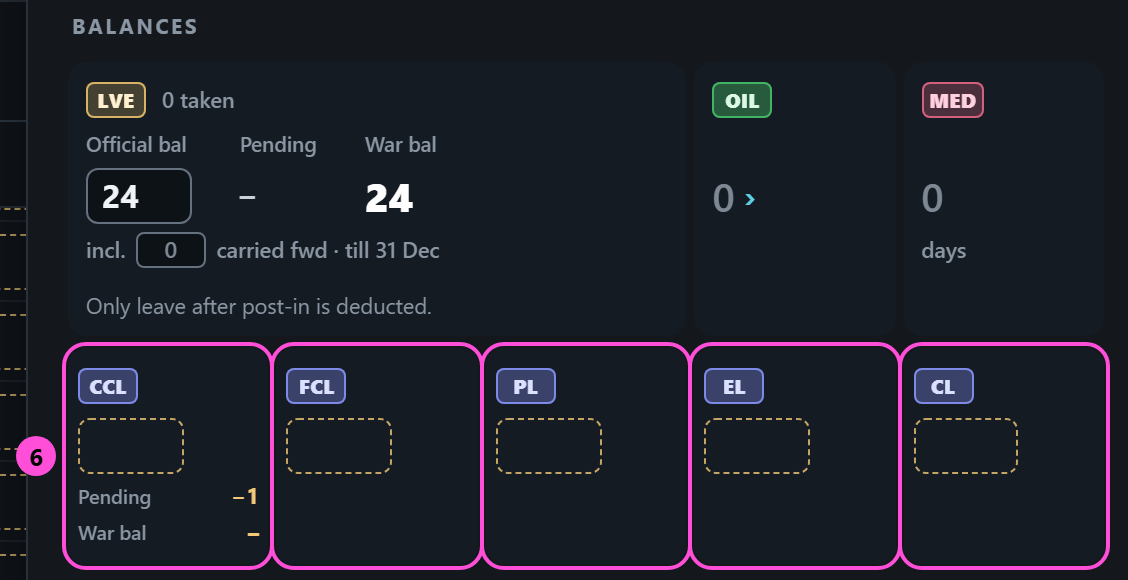 BALANCES
LVE 0 taken
Official bal Pending War bal
24 – 24
incl. 0 carried fwd · till 31 Dec
Only leave after post-in is deducted.
OIL
0 ›
MED
0
days
6
CCL
Pending –1
War bal –
FCL
PL
EL
CL